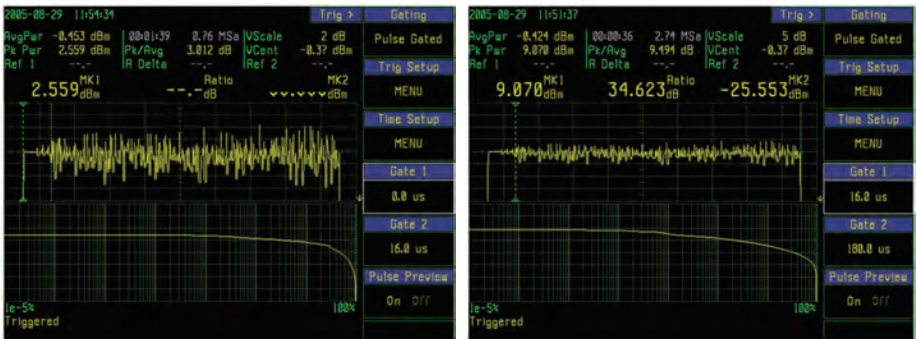 2005-08-29 11:54:34 Trig > Gating
AvgPwr -0.453 dBm 00:01:39 0.76 MSa VScale 2 dB
Pk Pwr 2.559 dBm Pk/Avg 3.012 dB VCent -0.37 dBm
Ref 1 --.- R Delta --.- Ref 2 --.-
Pulse Gated
Trig Setup
MENU
MK1 Ratio MK2
2.559 dBm --.- dB dBm
Time Setup
MENU
Gate 1
0.0 us
Gate 2
16.0 us
Pulse Preview
On Off
1e-5% 100%
Triggered
2005-08-29 11:51:37 Trig > Gating
AvgPwr -0.424 dBm 00:00:36 2.74 MSa VScale 5 dB
Pk Pwr 9.070 dBm Pk/Avg 9.494 dB VCent -0.37 dBm
Ref 1 --.- R Delta --.- Ref 2 --.-
Pulse Gated
Trig Setup
MENU
MK1 Ratio MK2
9.070 dBm 34.623 dB -25.553 dBm
Time Setup
MENU
Gate 1
16.0 us
Gate 2
180.0 us
Pulse Preview
On Off
1e-5% 100%
Triggered